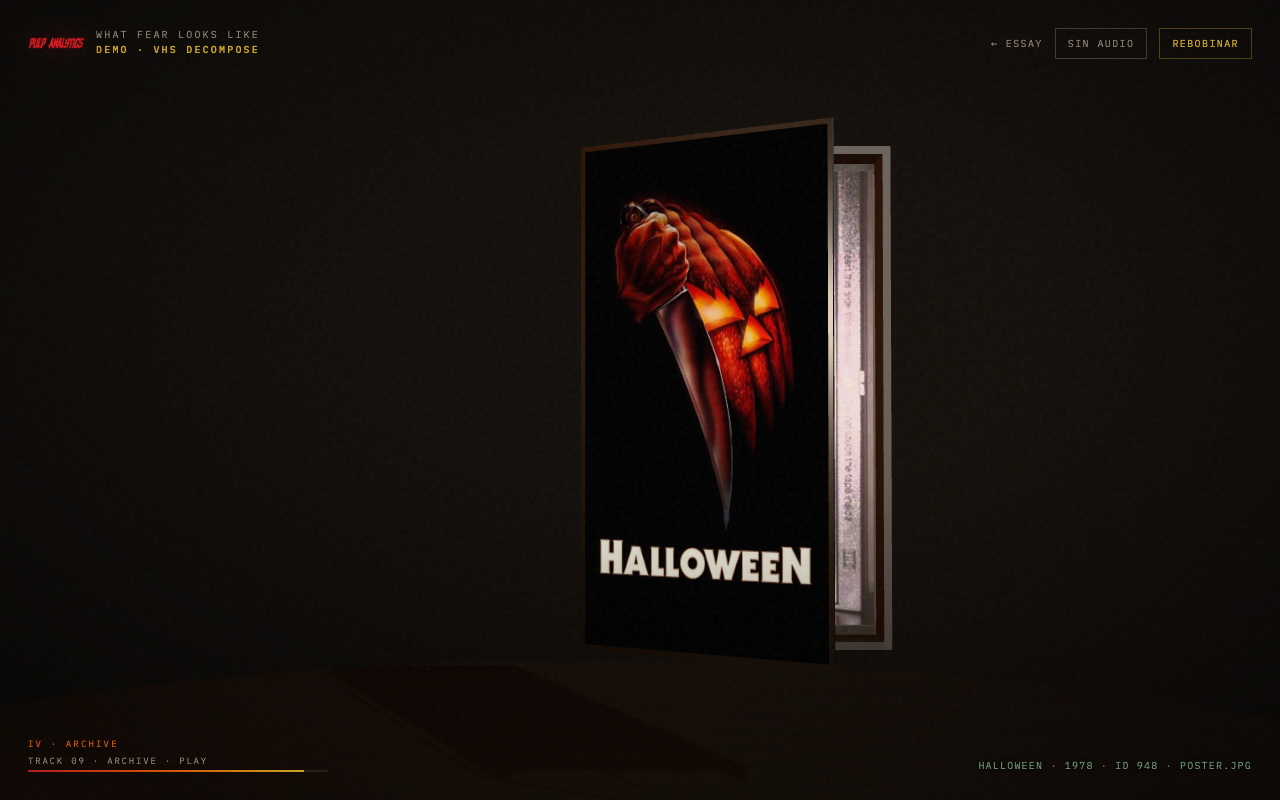 PULP ANALYTICS
WHAT FEAR LOOKS LIKE
DEMO · VHS DECOMPOSE
← ESSAY
SIN AUDIO
REBOBINAR
HALLOWEEN
IV · ARCHIVE
TRACK 09 · ARCHIVE · PLAY
HALLOWEEN · 1978 · ID 948 · POSTER.JPG